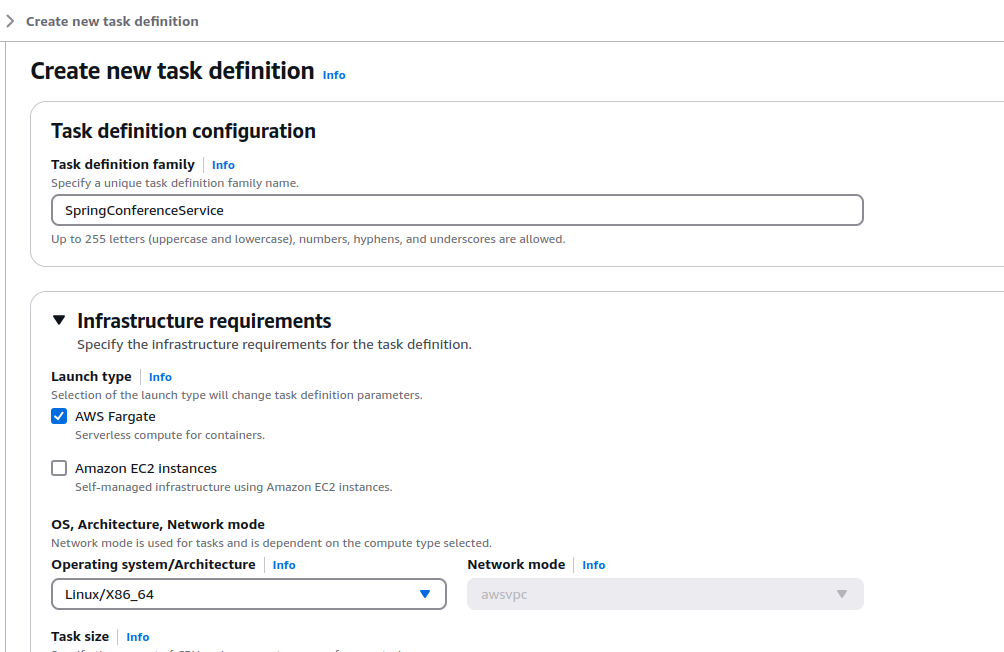 Create new task definition
Create new task definition Info
Task definition configuration
Task definition family Info
Specify a unique task definition family name.
SpringConferenceService
Up to 255 letters (uppercase and lowercase), numbers, hyphens, and underscores are allowed.
Infrastructure requirements
Specify the infrastructure requirements for the task definition.
Launch type Info
Selection of the launch type will change task definition parameters.
AWS Fargate
Serverless compute for containers.
Amazon EC2 instances
Self-managed infrastructure using Amazon EC2 instances.
OS, Architecture, Network mode
Network mode is used for tasks and is dependent on the compute type selected.
Operating system/Architecture Info Network mode Info
Linux/X86_64 awsvpc
Task size Info